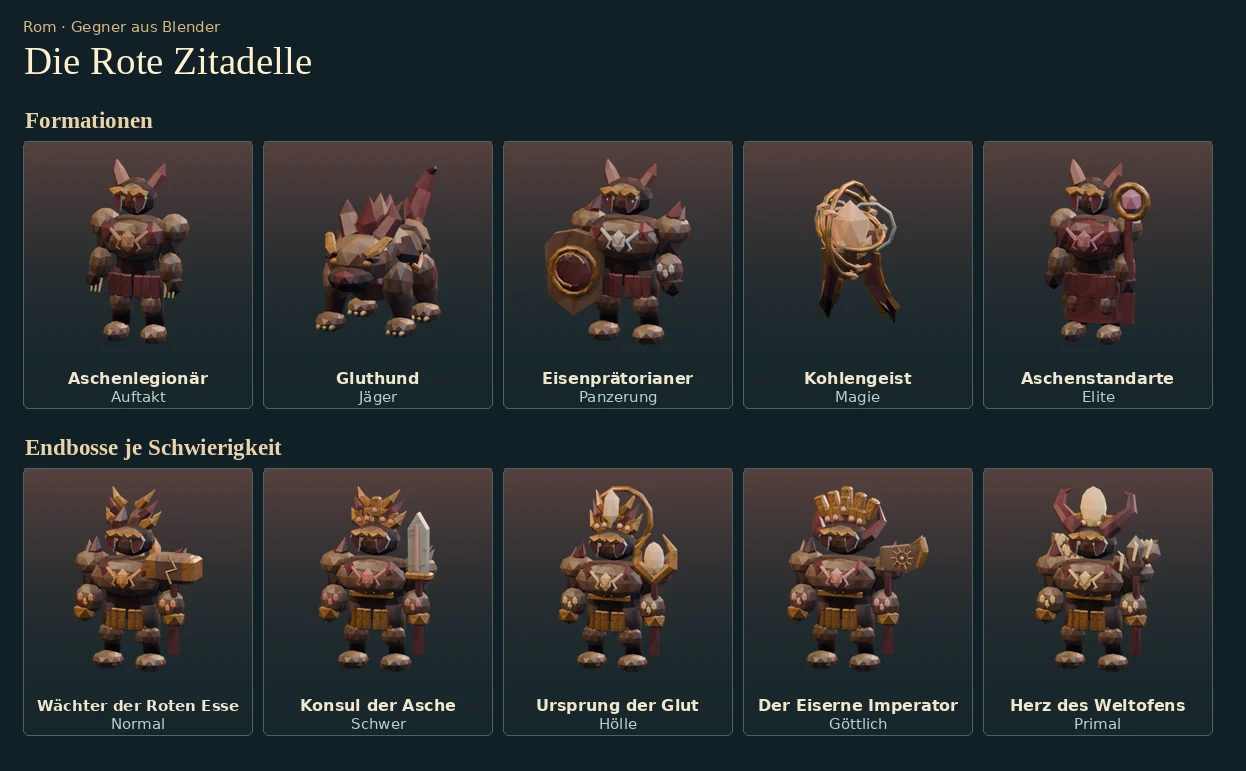 Rom · Gegner aus Blender
Die Rote Zitadelle
Formationen
Aschenlegionär
Auftakt
Gluthund
Jäger
Eisenprätorianer
Panzerung
Kohlengeist
Magie
Aschenstandarte
Elite
Endbosse je Schwierigkeit
Wächter der Roten Esse
Normal
Konsul der Asche
Schwer
Ursprung der Glut
Hölle
Der Eiserne Imperator
Göttlich
Herz des Weltofens
Primal